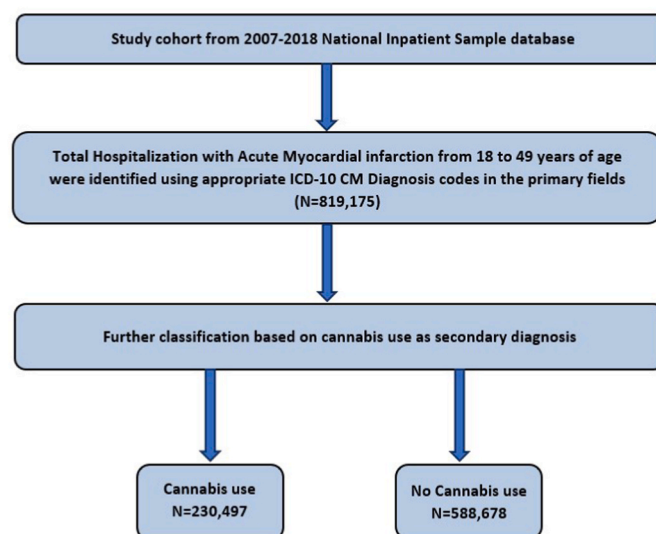 Study cohort from 2007-2018 National Inpatient Sample database
Total Hospitalization with Acute Myocardial infarction from 18 to 49 years of age
were identified using appropriate ICD-10 CM Diagnosis codes in the primary fields
(N=819,175)
Further classification based on cannabis use as secondary diagnosis
Cannabis use
N=230,497
No Cannabis use
N=588,678